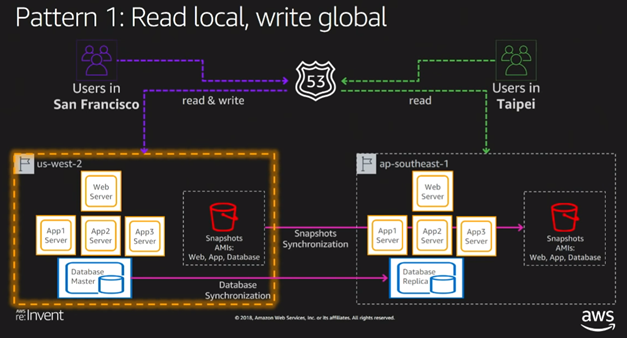 Pattern 1: Read local, write global
Users in
San Francisco
53
Users in
Taipei
read & write
read
us-west-2
Web
Server
App1
Server
App2
Server
App3
Server
Database
Master
Snapshots
AMIs:
Web, App, Database
Snapshots
Synchronization
Database
Synchronization
ap-southeast-1
Web
Server
App1
Server
App2
Server
App3
Server
Database
Replica
Snapshots
AMIs:
Web, App, Database
AWS
re:Invent
© 2018, Amazon Web Services, Inc. or its affiliates. All rights reserved.
aws